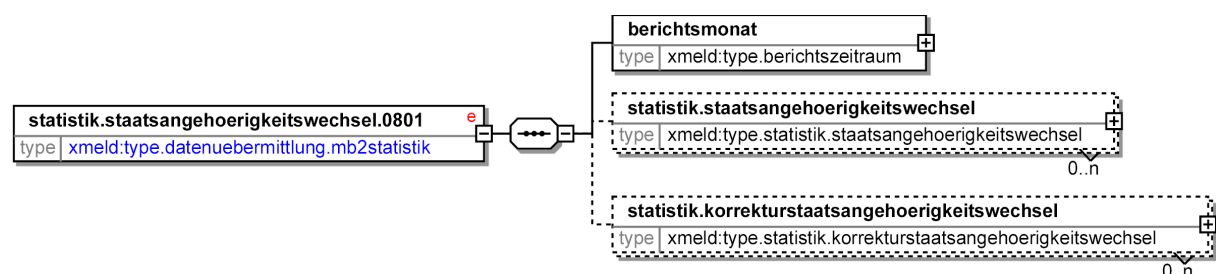 berichtsmonat
type xmeld:type.berichtszeitraum
statistik.staatsangehoerigkeitswechsel.0801 e
type xmeld:type.datenuebermittlung.mb2statistik
statistik.staatsangehoerigkeitswechsel
type xmeld:type.statistik.staatsangehoerigkeitswechsel
0..n
statistik.korrekturstaatsangehoerigkeitswechsel
type xmeld:type.statistik.korrekturstaatsangehoerigkeitswechsel
0..n